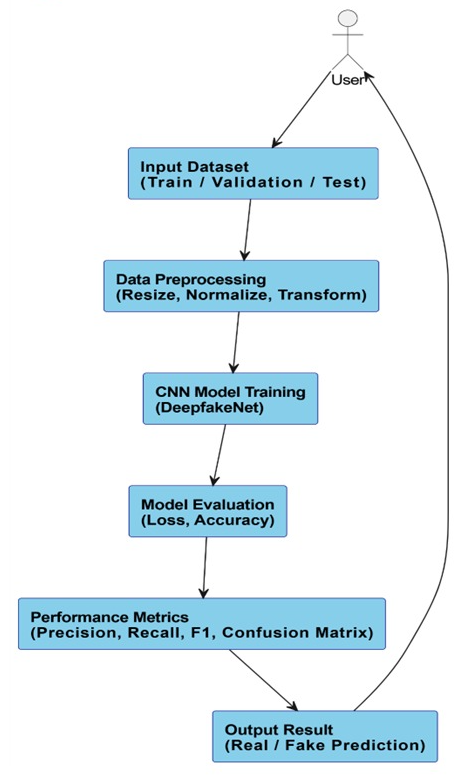 User
Input Dataset
(Train / Validation / Test)
Data Preprocessing
(Resize, Normalize, Transform)
CNN Model Training
(DeepfakeNet)
Model Evaluation
(Loss, Accuracy)
Performance Metrics
(Precision, Recall, F1, Confusion Matrix)
Output Result
(Real / Fake Prediction)